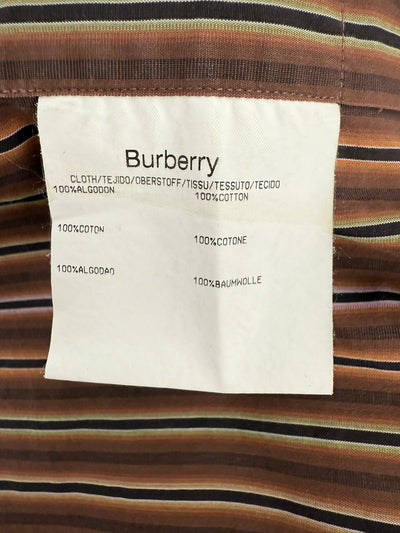 Burberry
CLOTH/TEJIDO/OBERSTOFF/TISSU/TESSUTO/TECIDO
100%ALGODON 100%COTTON
100%COTON 100%COTONE
100%ALGODAO 100%BAUMWOLLE